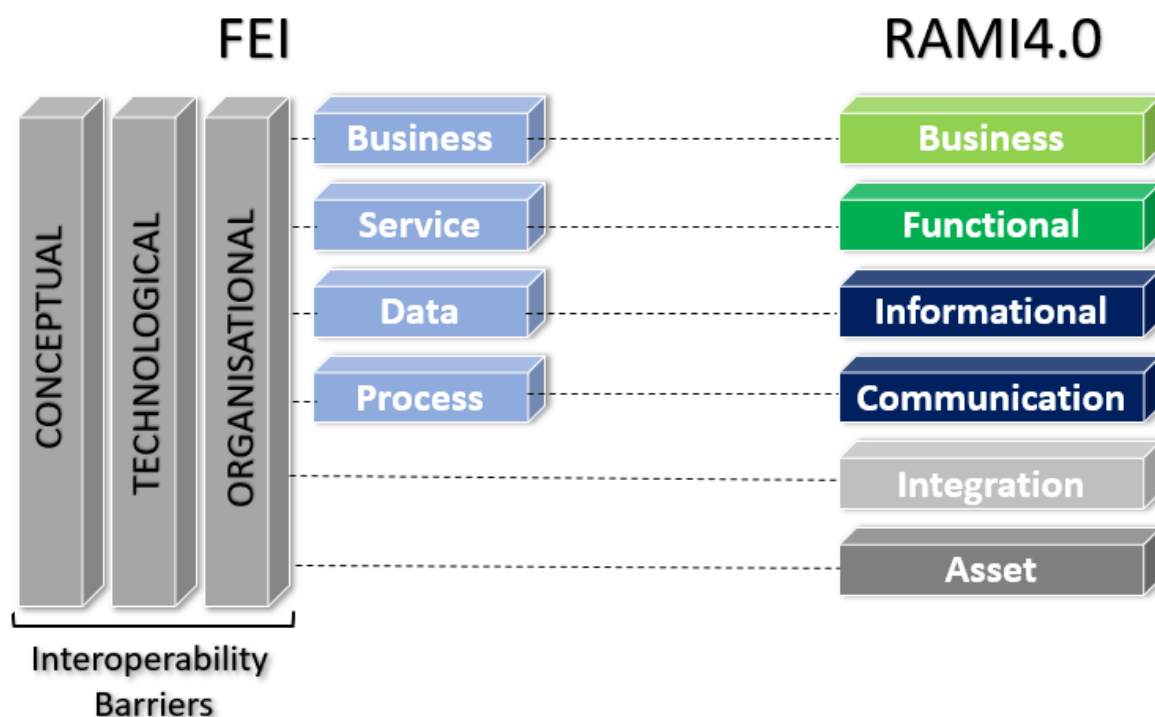 FEI
RAMI4.0
CONCEPTUAL
TECHNOLOGICAL
ORGANISATIONAL
Business
Business
Service
Functional
Data
Informational
Process
Communication
Integration
Asset
Interoperability
Barriers